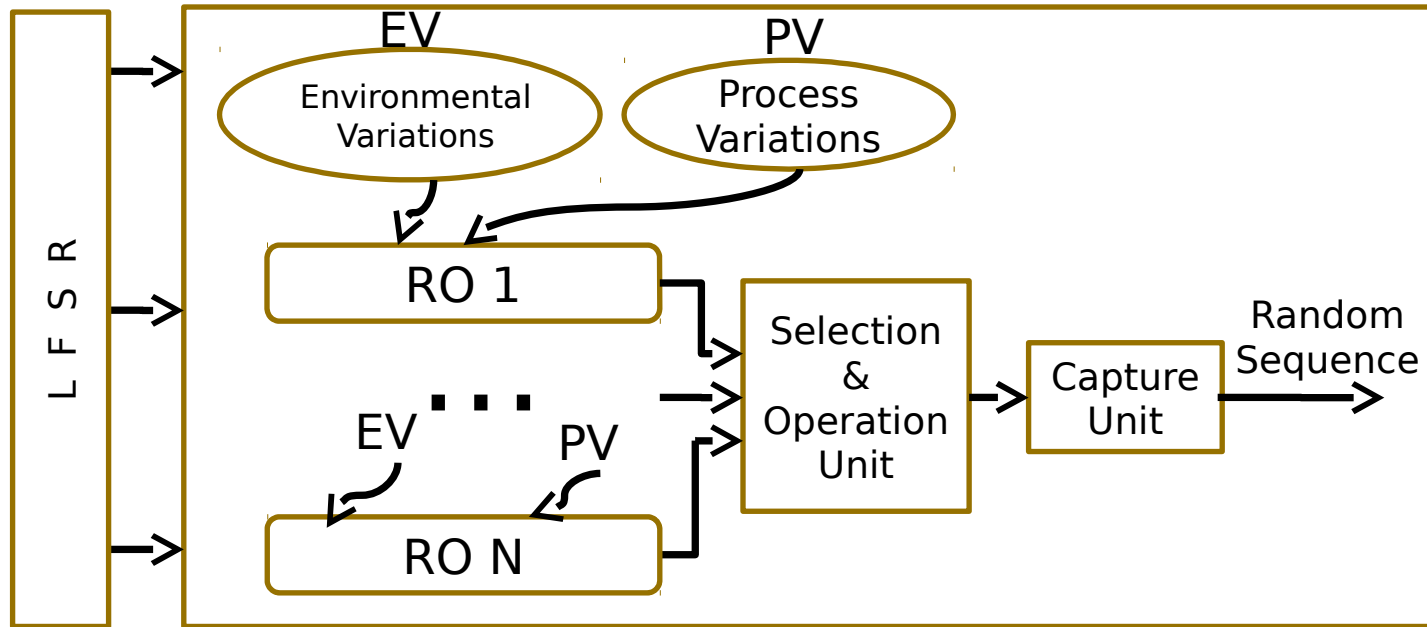 L F S R
EV
PV
Environmental
Variations
Process
Variations
RO 1
...
EV
PV
RO N
Selection
&
Operation
Unit
Capture
Unit
Random
Sequence